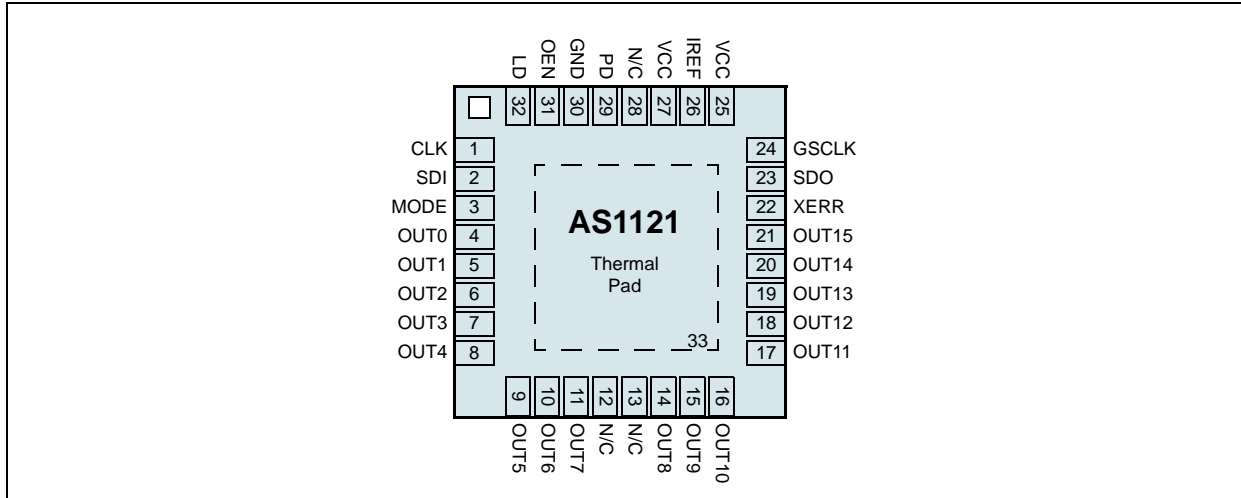 LD OEN GND PD N/C VCC IREF VCC
32 31 30 29 28 27 26 25
CLK 1
SDI 2
MODE 3
OUT0 4
OUT1 5
OUT2 6
OUT3 7
OUT4 8
AS1121
Thermal
Pad
33
24 GSCLK
23 SDO
22 XERR
21 OUT15
20 OUT14
19 OUT13
18 OUT12
17 OUT11
9 10 11 12 13 14 15 16
OUT5 OUT6 OUT7 N/C N/C OUT8 OUT9 OUT10